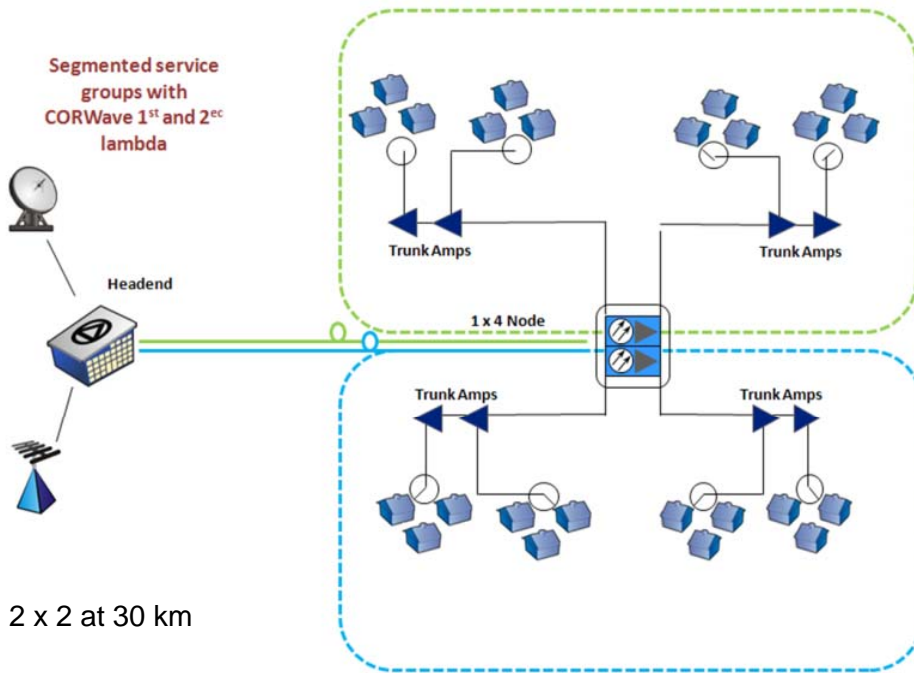 Segmented service
groups with
CORWave 1st and 2ec
lambda
Trunk Amps
Trunk Amps
Headend
1 x 4 Node
Trunk Amps
Trunk Amps
2 x 2 at 30 km